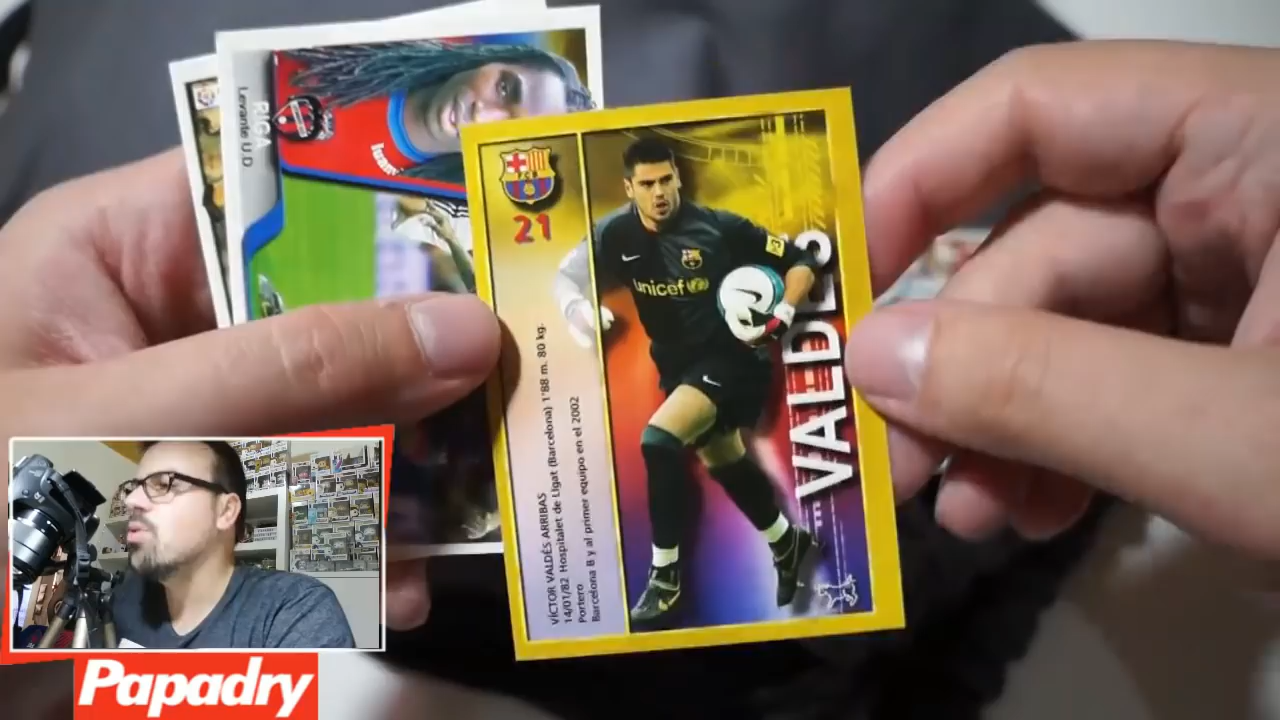 RIGA
Levante U.D
FCB
21
unicef
VALDES
VÍCTOR VALDÉS ARRIBAS
14/01/82 Hospitalet de LIgat (Barcelona) 1'88 m. 80 kg.
Portero
Barcelona B y al primer equipo en el 2002
Papadry